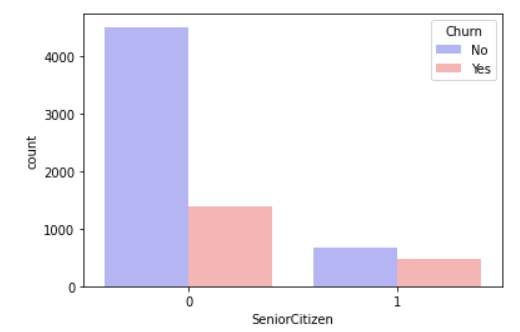 Churn
No
Yes
4000
3000
2000
1000
0
count
0 1
SeniorCitizen